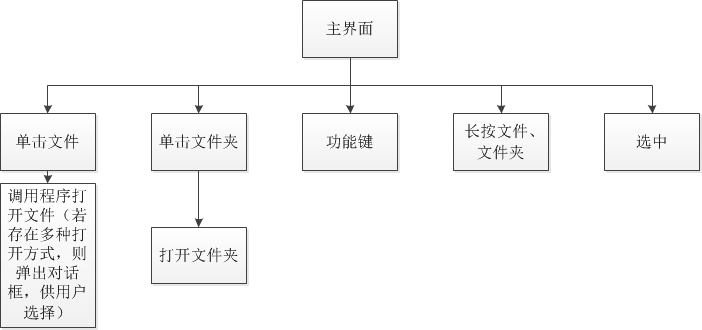 主界面
单击文件
单击文件夹
功能键
长按文件、
文件夹
选中
调用程序打
开文件（若
存在多种打
开方式，则
弹出对话
框，供用户
选择）
打开文件夹